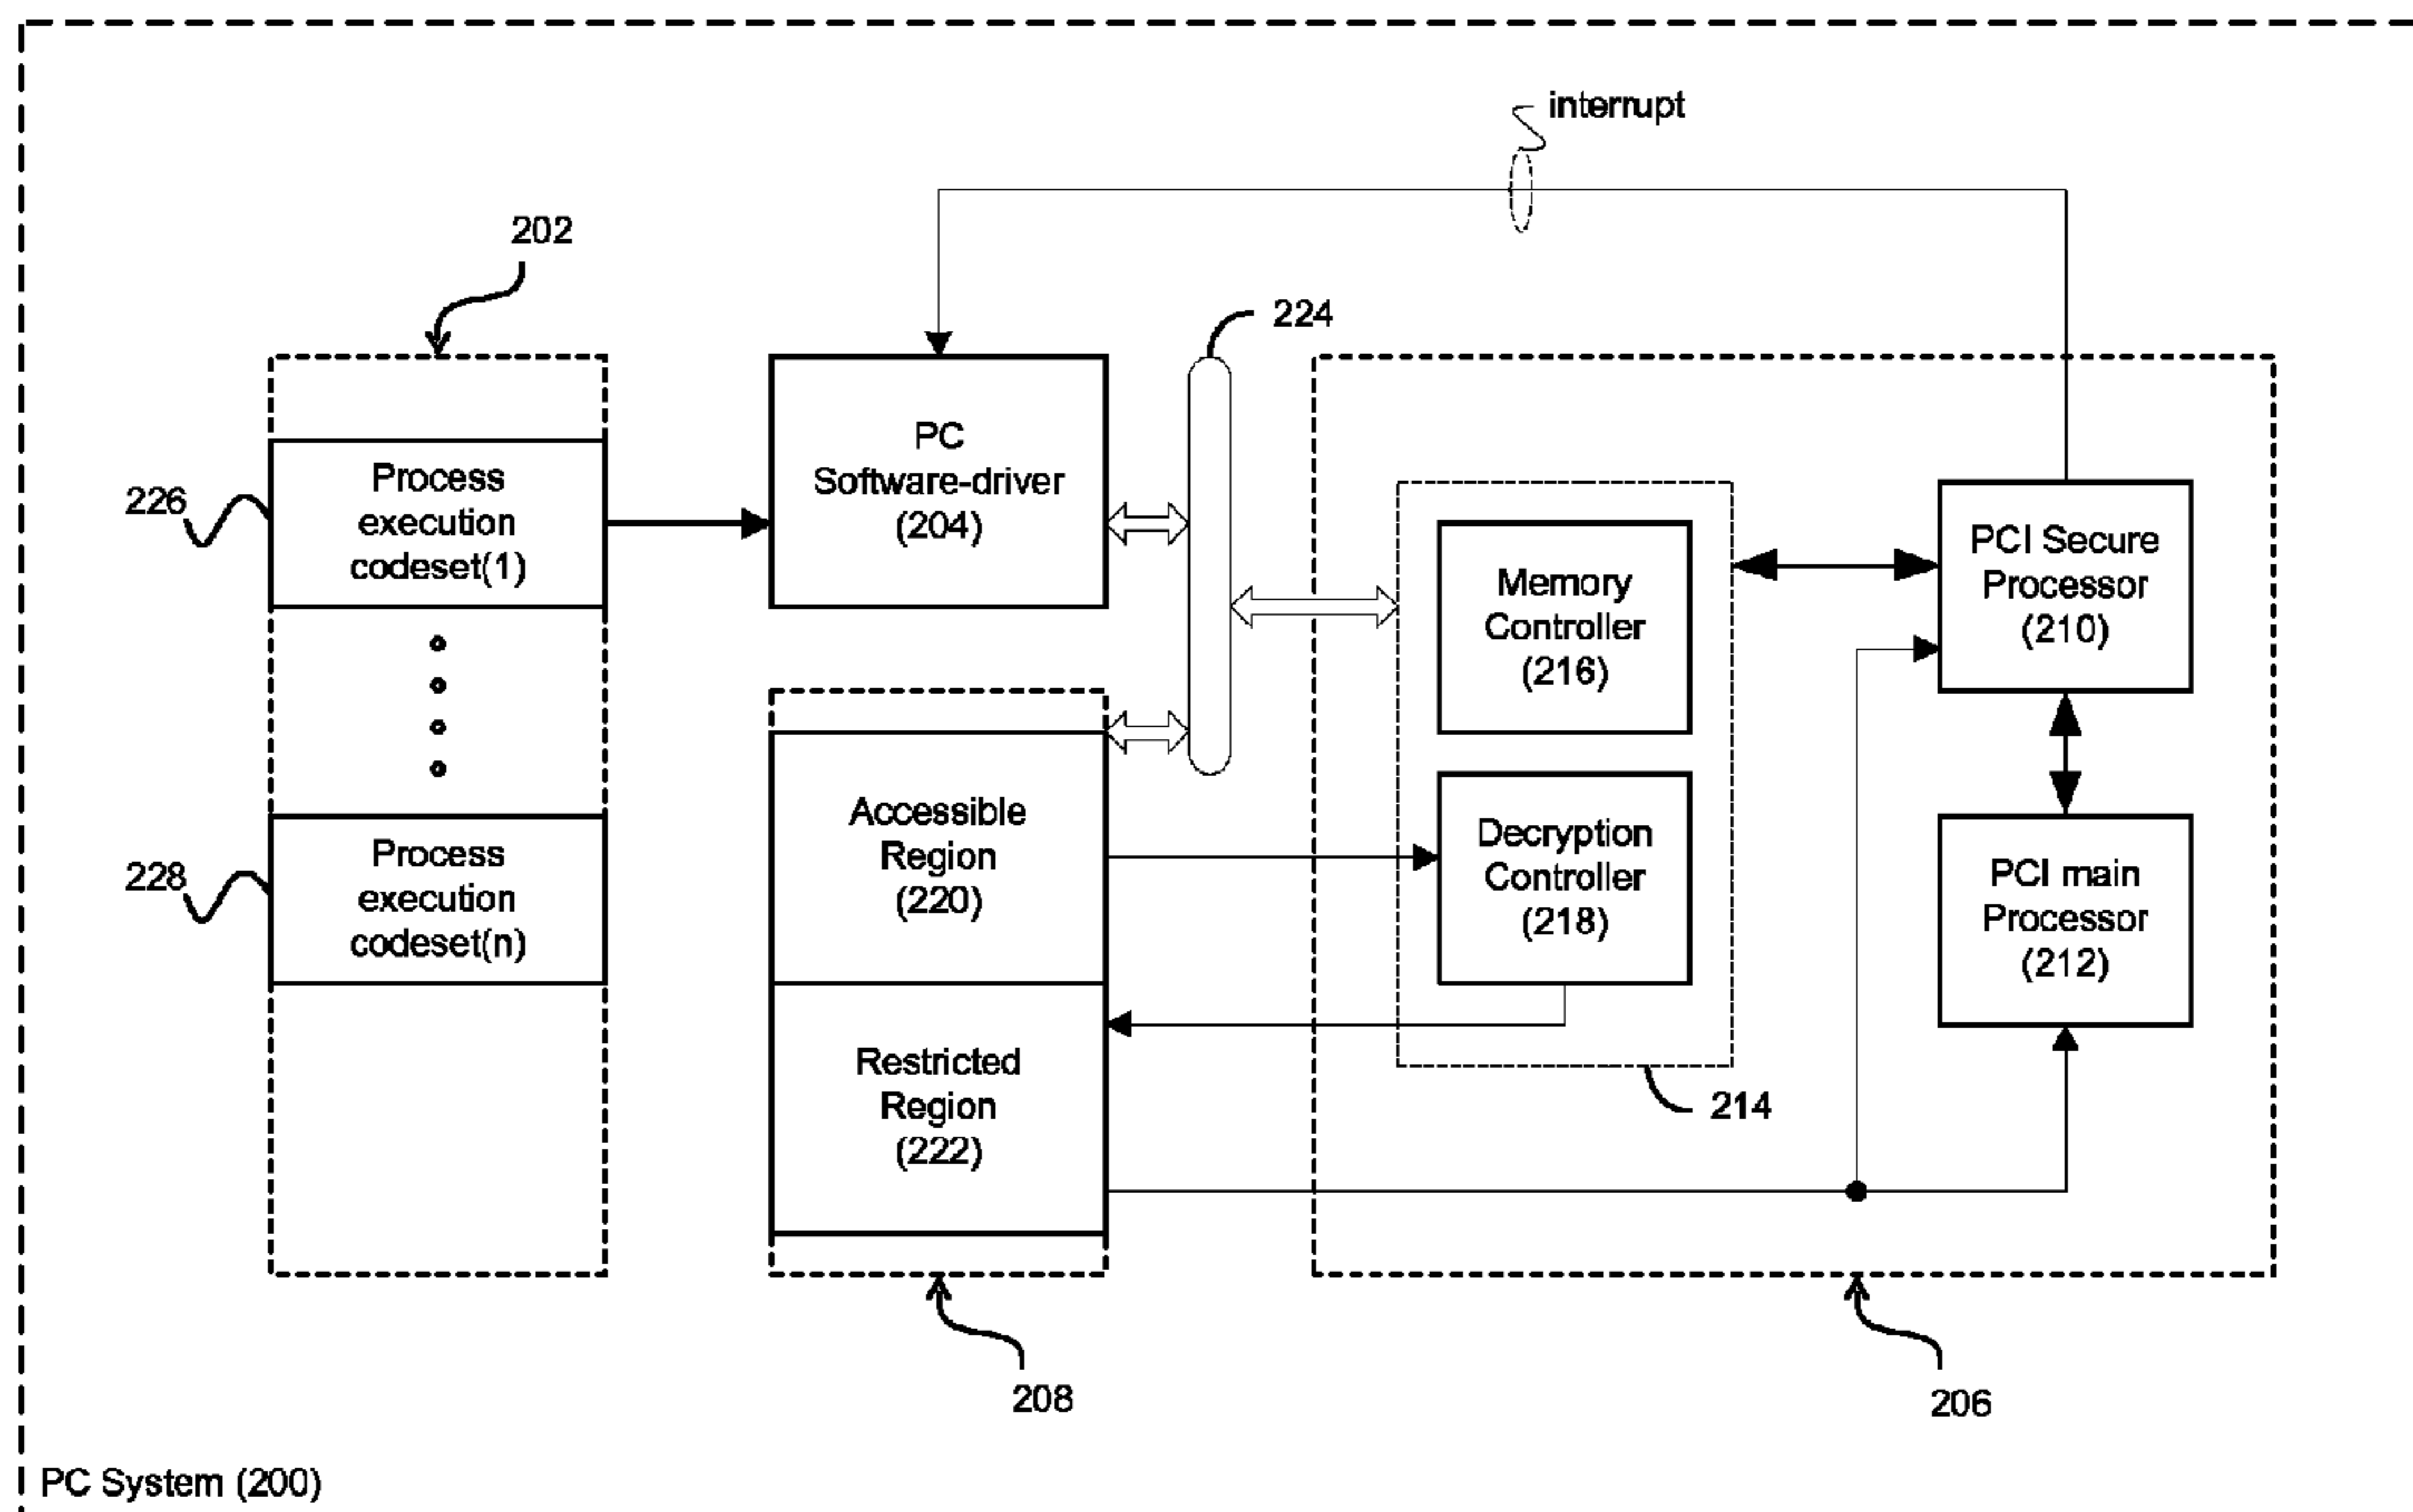 interrupt
202
224
PC
Software-driver
(204)
226
Process
execution
codeset(1)
PCI Secure
Processor
(210)
Memory
Controller
(216)
Accessible
Region
(220)
228
Process
execution
codeset(n)
Decryption
Controller
(218)
PCI main
Processor
(212)
Restricted
Region
(222)
214
208
206
PC System (200)